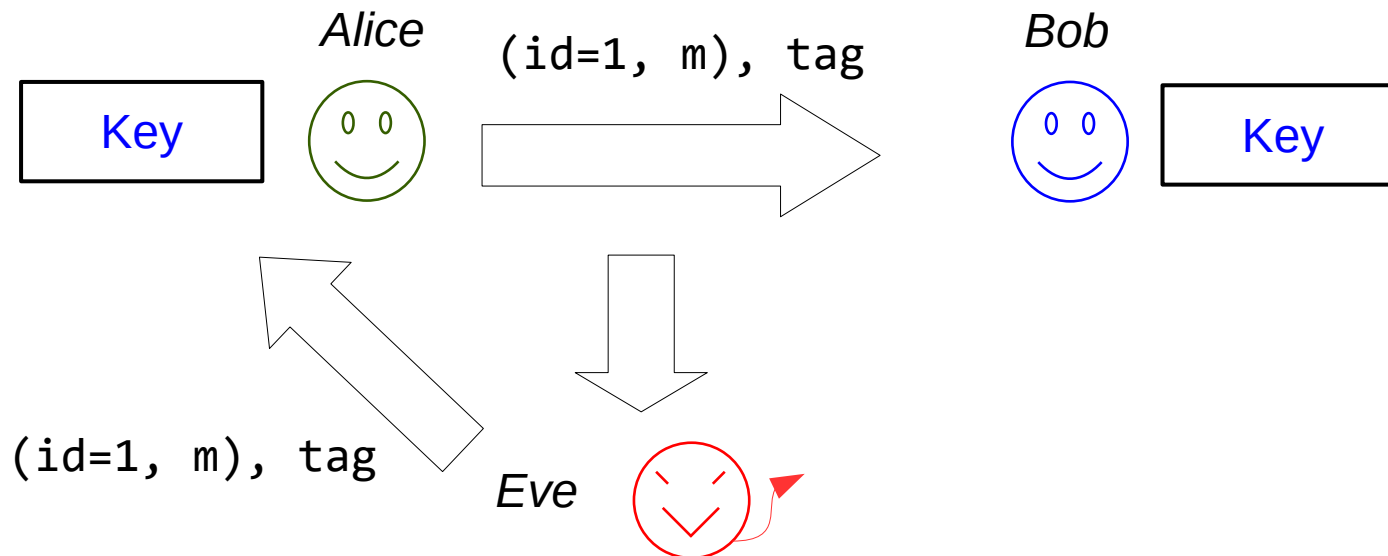 Alice
(id=1, m), tag
Bob
Key
Key
(id=1, m), tag
Eve